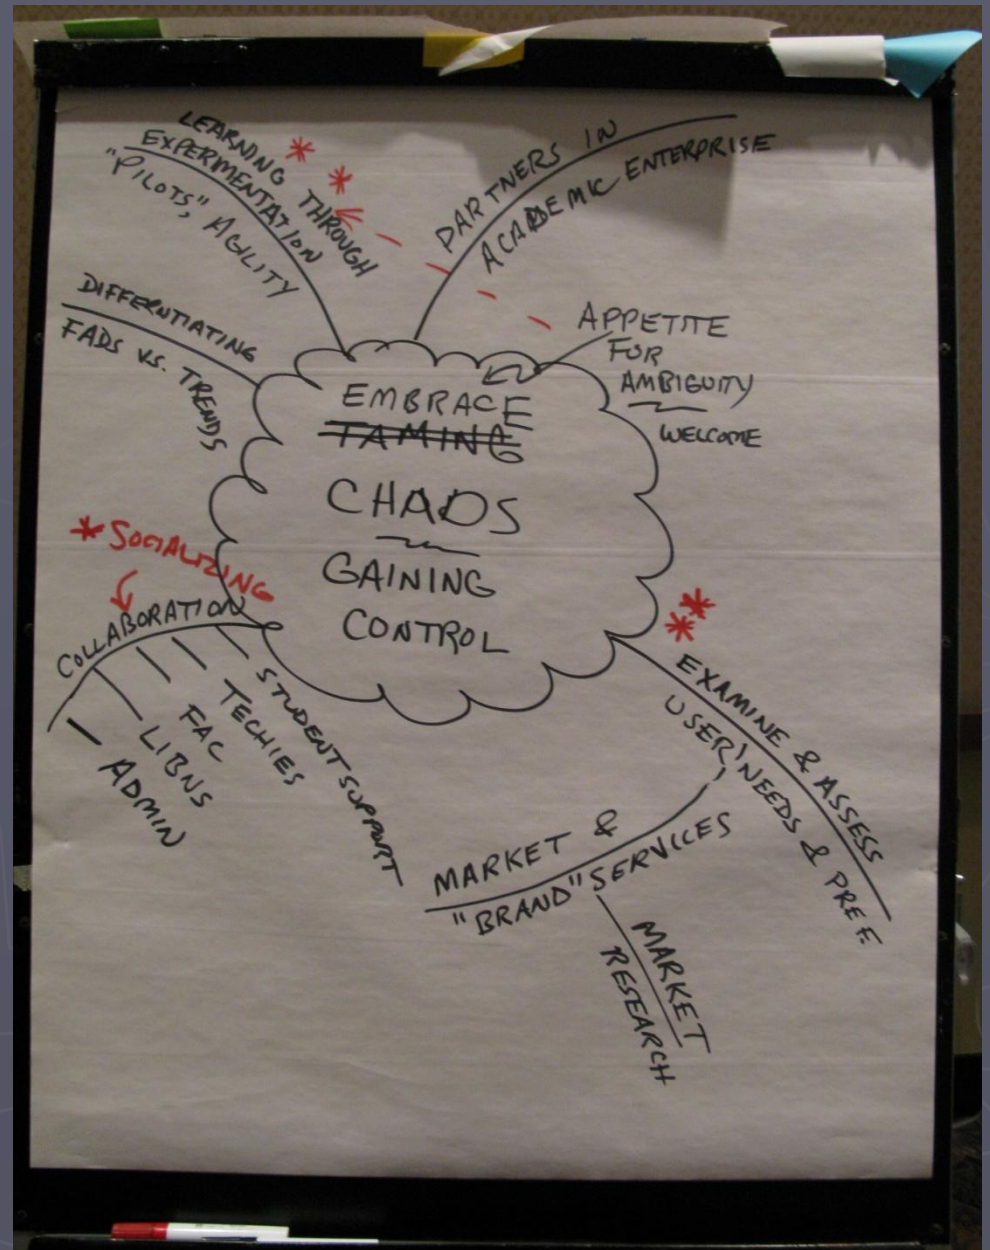 LEARNING THROUGH
EXPERMENTATION
"PILOTS," AGILITY
PARTNERS IN
ACADEMIC ENTERPRISE
DIFFERNTIATING
FADS VS. TRENDS
APPETITE
FOR
AMBIGUITY
WELCOME
EMBRACE
TAMING
CHAOS
GAINING
CONTROL
* SOCIALIZING
COLLABORATION
STUDENT SUPPORT
TECHIES
FAC
LIBNS
ADMIN
EXAMINE & ASSESS
USER NEEDS & PREF.
MARKET &
"BRAND" SERVICES
MARKET
RESEARCH